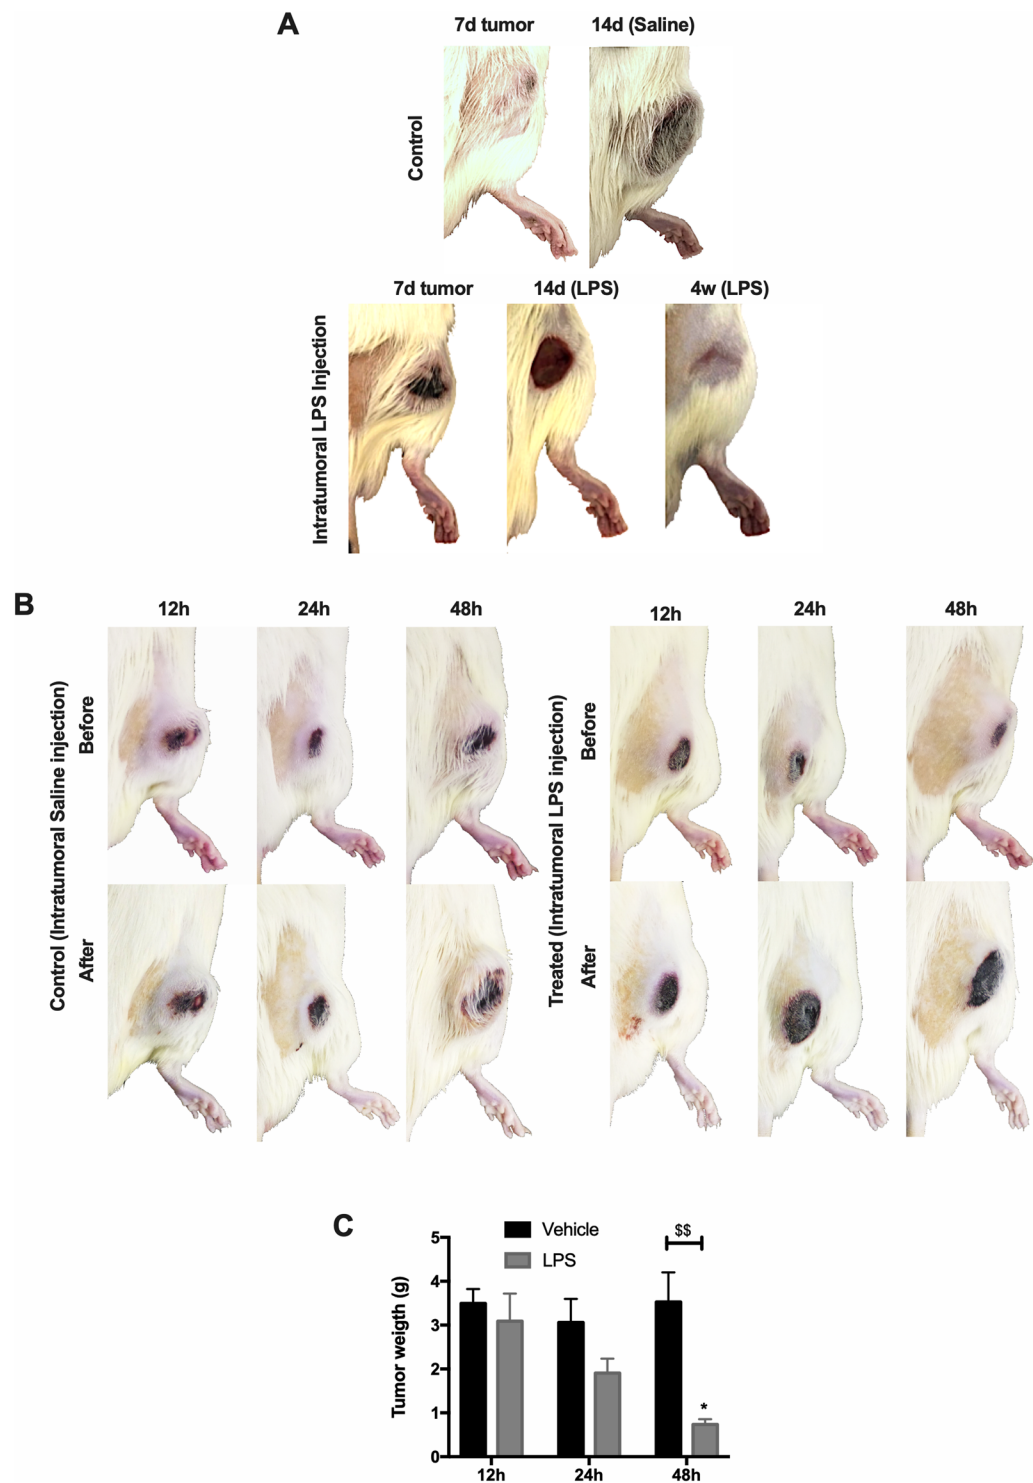 A
7d tumor
14d (Saline)
Control
7d tumor
14d (LPS)
4w (LPS)
Intratumoral LPS Injection
B
12h
24h
48h
12h
24h
48h
Control (Intratumoral Saline injection)
Before
After
Treated (Intratumoral LPS injection)
Before
After
C
Vehicle
LPS
$$
*
Tumor weigth (g)
5
4
3
2
1
0
12h
24h
48h